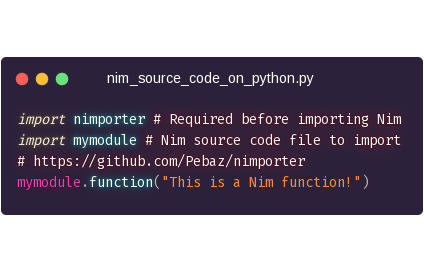 nim_source_code_on_python.py
import nimporter # Required before importing Nim
import mymodule # Nim source code file to import
# https://github.com/Pebaz/nimporter
mymodule.function("This is a Nim function!")